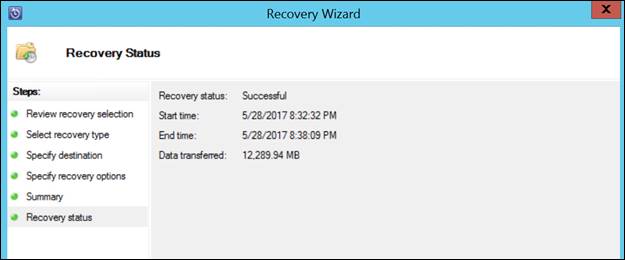 Recovery Wizard
X
Recovery Status
Steps:
Review recovery selection
Select recovery type
Specify destination
Specify recovery options
Summary
Recovery status
Recovery status: Successful
Start time: 5/28/2017 8:32:32 PM
End time: 5/28/2017 8:38:09 PM
Data transferred: 12,289.94 MB